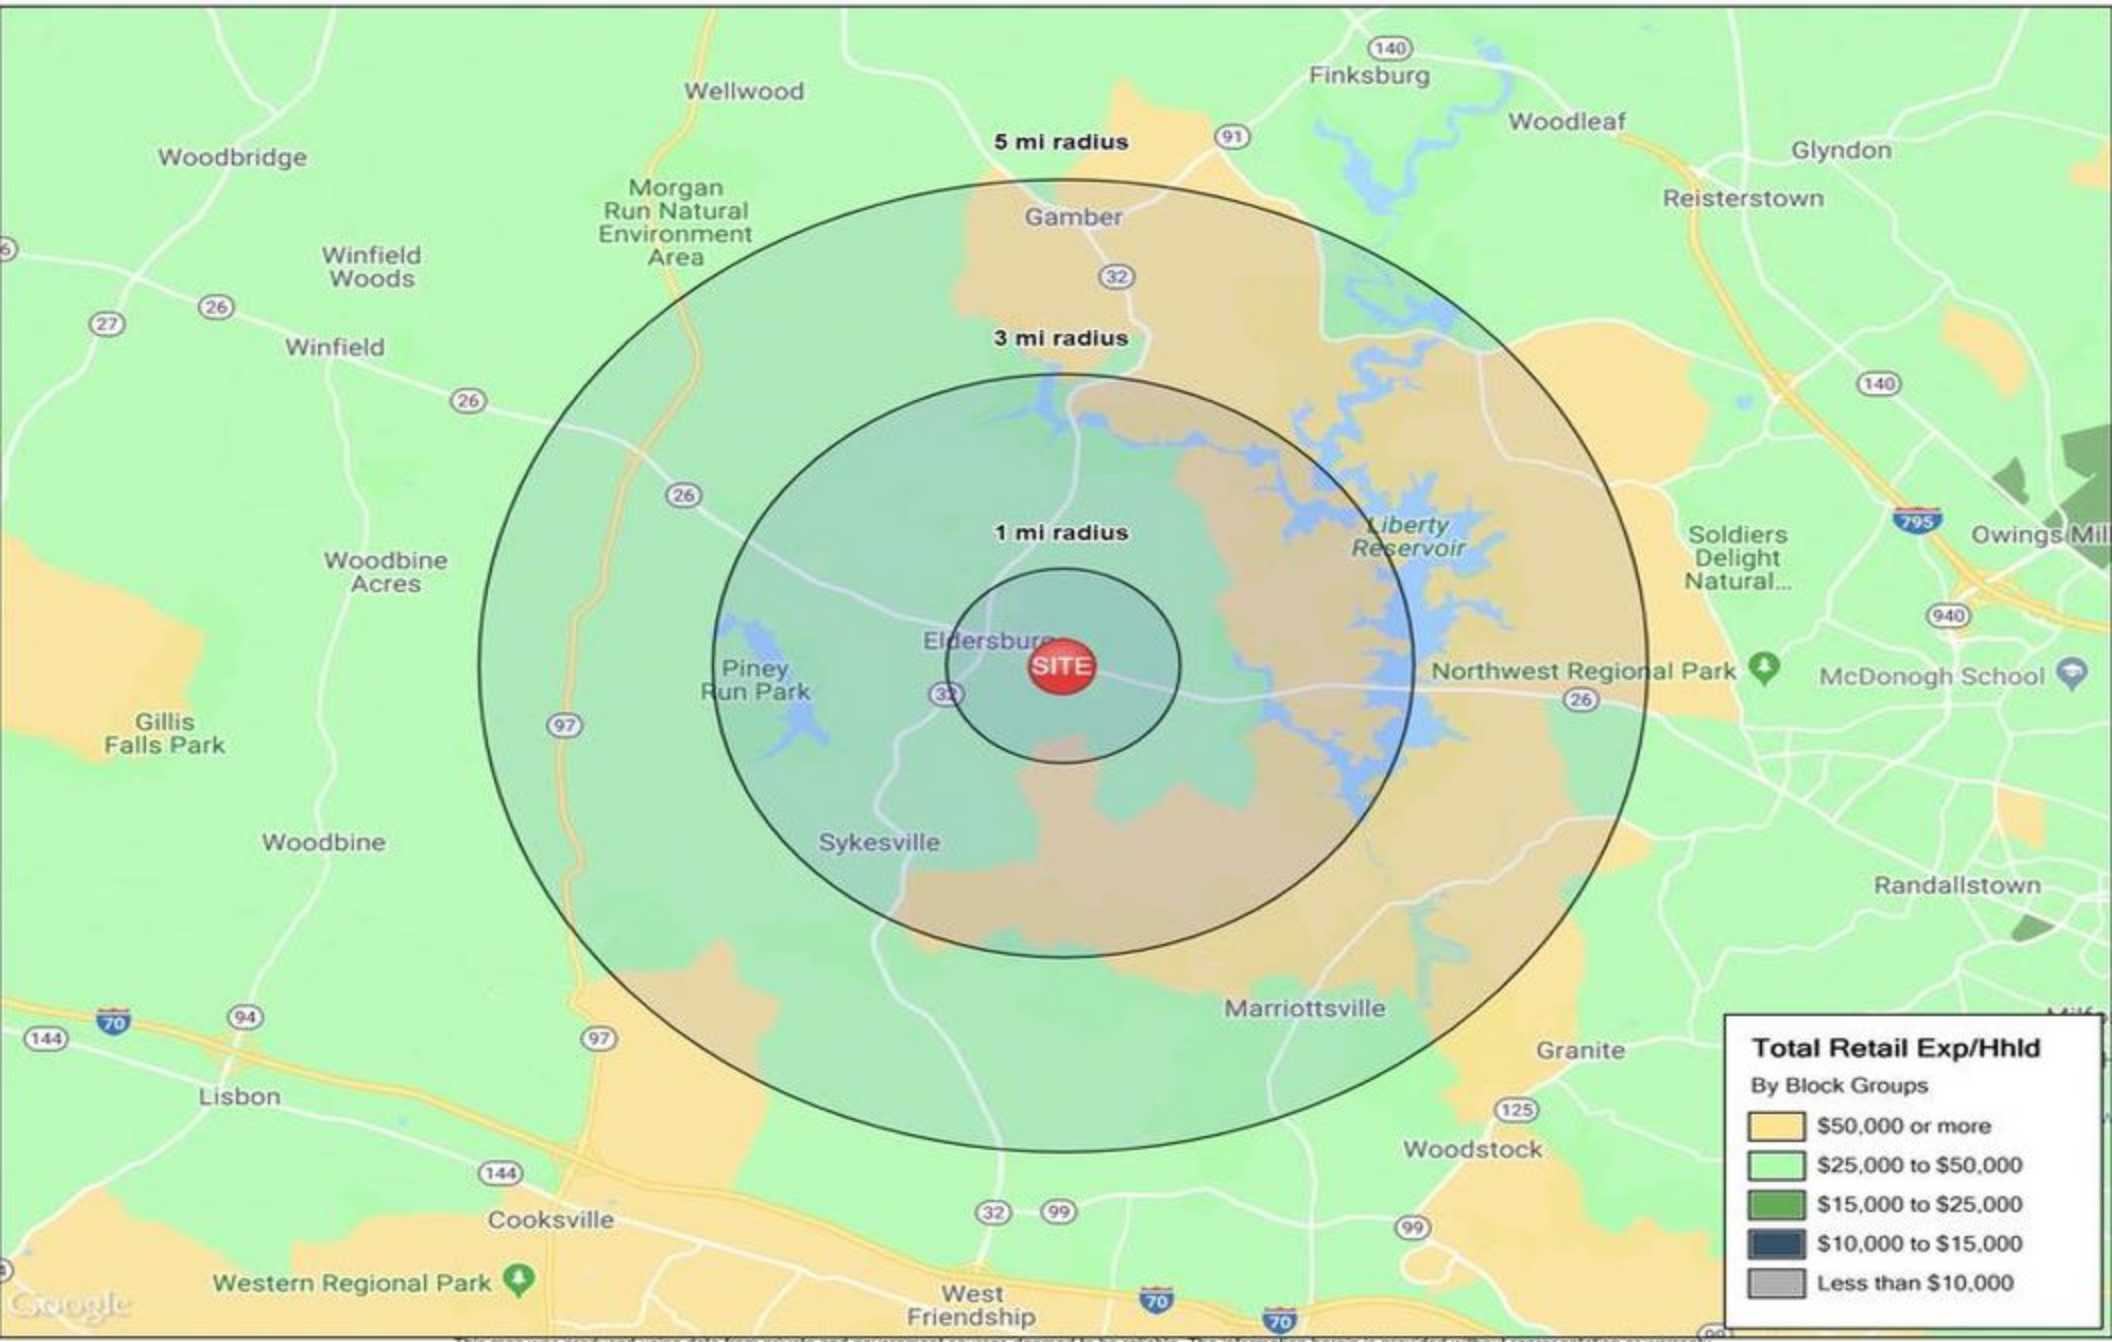 140
Finksburg
Wellwood
Woodleaf
5 mi radius
91
Woodbridge
Glyndon
Morgan
Run Natural
Environment
Area
Reisterstown
Gamber
Winfield
Woods
32
26
27
3 mi radius
Winfield
140
26
26
1 mi radius
Liberty
Reservoir
795
Soldiers
Delight
Natural...
Owings Mill
Woodbine
Acres
940
Eldersburg
SITE
Piney
Run Park
32
Northwest Regional Park
McDonogh School
26
Gillis
Falls Park
97
Woodbine
Sykesville
Randallstown
70
94
144
97
Marriottsville
Granite
Lisbon
125
Woodstock
144
Cooksville
32
99
99
Western Regional Park
West
Friendship
70
70
Google
Total Retail Exp/Hhld
By Block Groups
$50,000 or more
$25,000 to $50,000
$15,000 to $25,000
$10,000 to $15,000
Less than $10,000